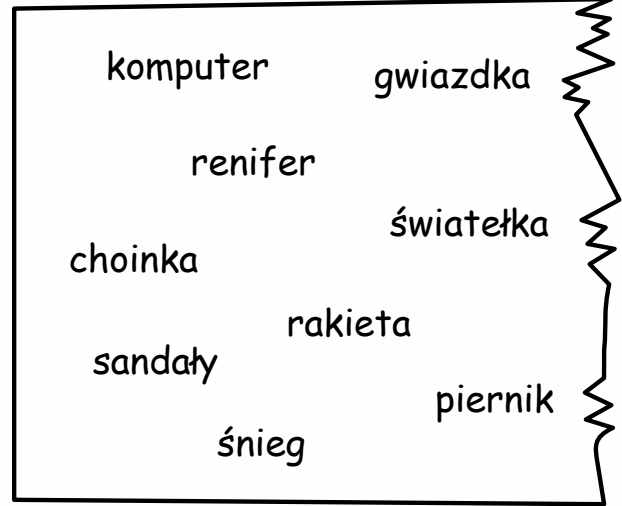 komputer
gwiazdka
renifer
światełka
choinka
rakieta
sandały
piernik
śnieg